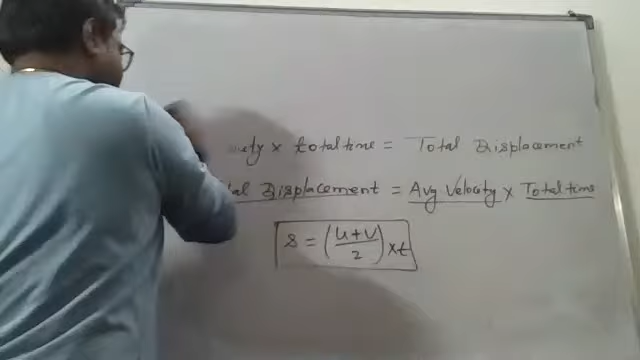 × total time = Total Displacement
Displacement = Avg Velocity × Total time
s = (u+v/2) × t